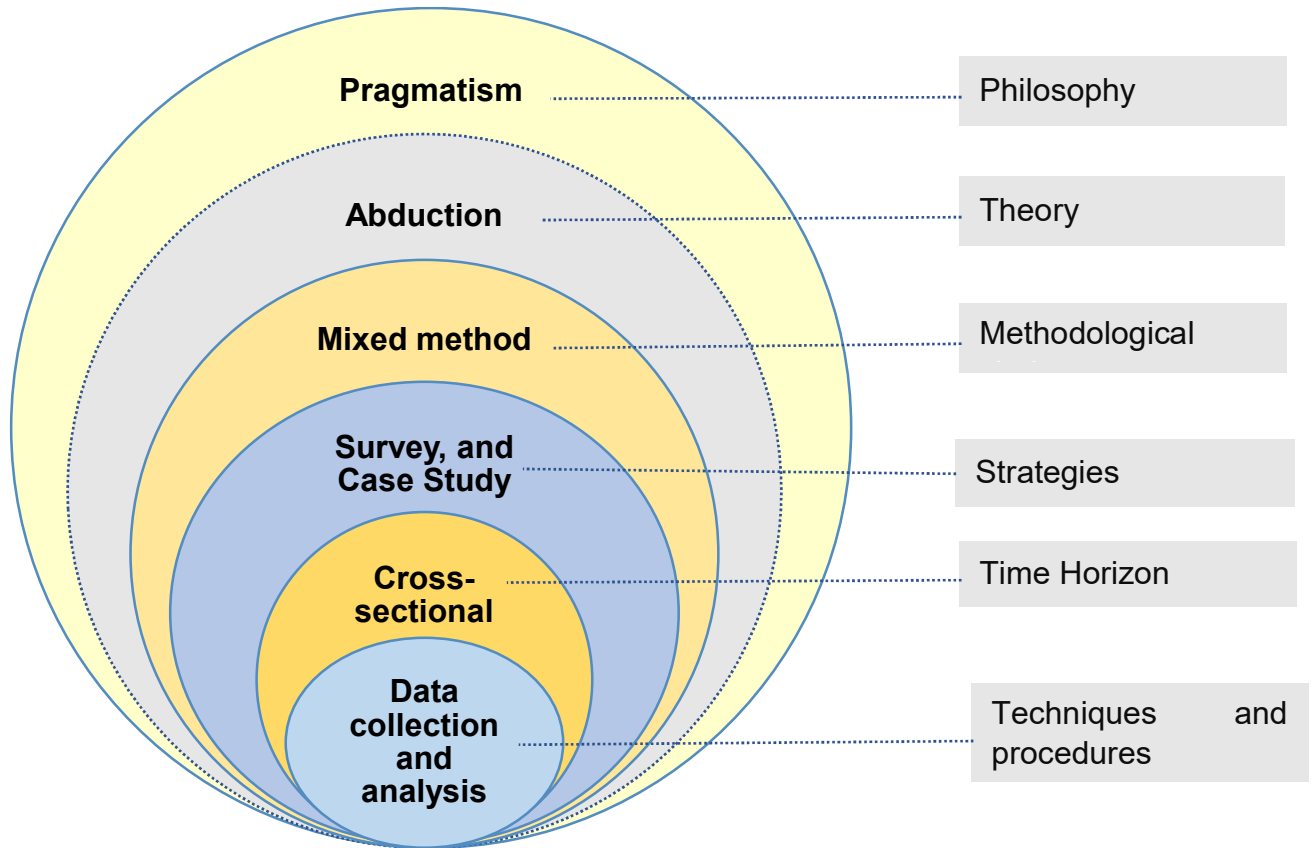 Pragmatism
Philosophy
Abduction
Theory
Mixed method
Methodological
Survey, and
Case Study
Strategies
Cross-
sectional
Time Horizon
Data
collection
and
analysis
Techniques and
procedures